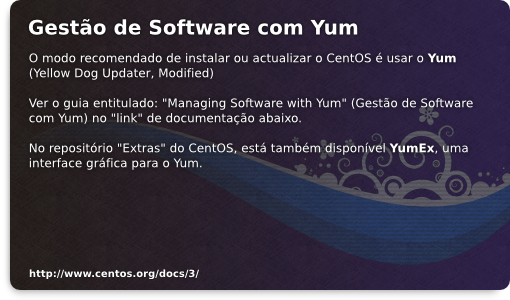 Gestão de Software com Yum
O modo recomendado de instalar ou actualizar o CentOS é usar o Yum
(Yellow Dog Updater, Modified)
Ver o guia entitulado: "Managing Software with Yum" (Gestão de Software
com Yum) no "link" de documentação abaixo.
No repositório "Extras" do CentOS, está também disponível YumEx, uma
interface gráfica para o Yum.
http://www.centos.org/docs/3/